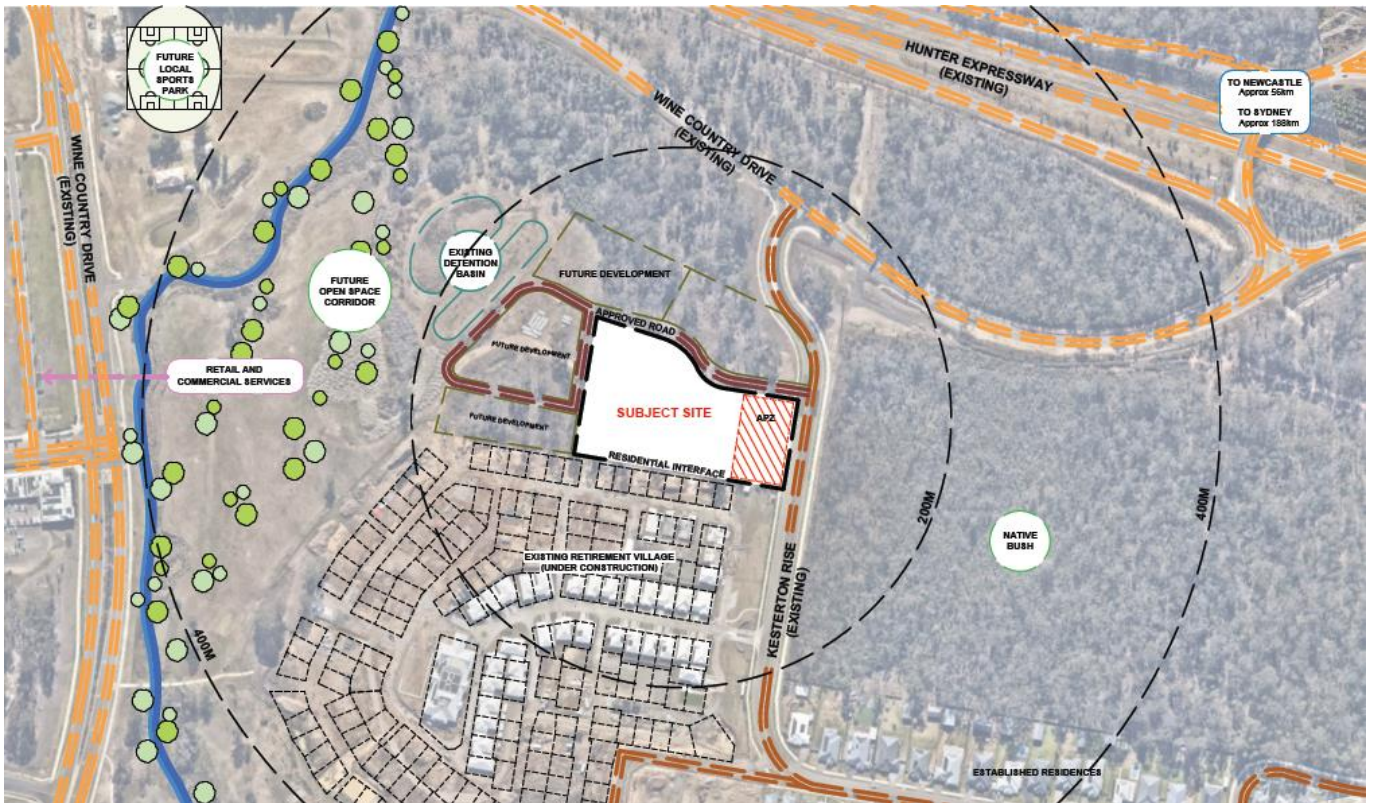 FUTURE
LOCAL
SPORTS
PARK
WINE COUNTRY DRIVE
(EXISTING)
HUNTER EXPRESSWAY
(EXISTING)
TO NEWCASTLE
Approx 56km
TO SYDNEY
Approx 188km
WINE COUNTRY DRIVE
(EXISTING)
EXISTING
DETENTION
BASIN
FUTURE
OPEN SPACE
CORRIDOR
FUTURE DEVELOPMENT
APPROVED ROAD
FUTURE DEVELOPMENT
RETAIL AND
COMMERCIAL SERVICES
SUBJECT SITE
APZ
FUTURE DEVELOPMENT
RESIDENTIAL INTERFACE
200M
400M
NATIVE
BUSH
EXISTING RETIREMENT VILLAGE
(UNDER CONSTRUCTION)
KESTERTON RISE
(EXISTING)
400M
ESTABLISHED RESIDENCES